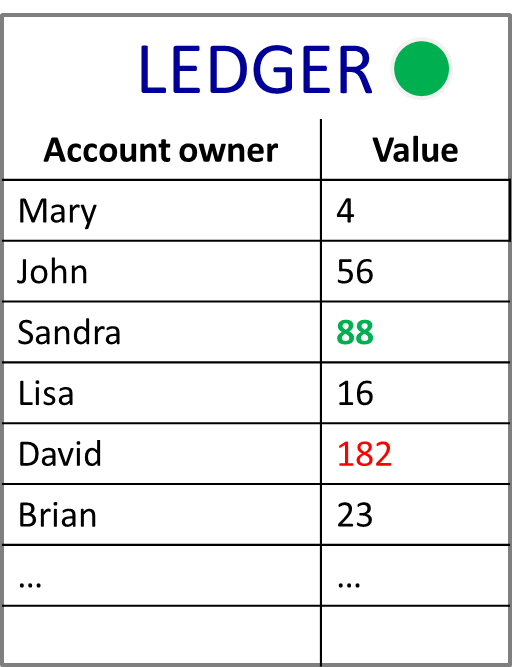 LEDGER
Account owner Value
Mary 4
John 56
Sandra 88
Lisa 16
David 182
Brian 23
... ...